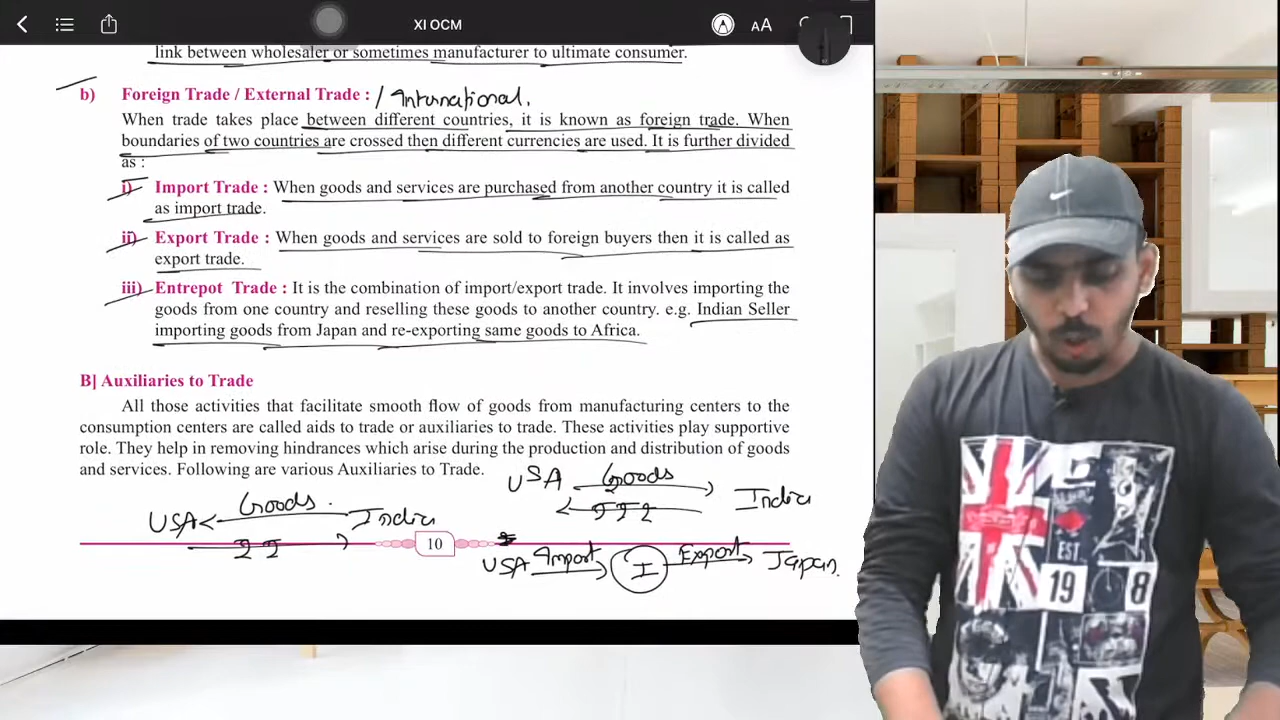 XI OCM
AA
link between wholesaler or sometimes manufacturer to ultimate consumer.
b) Foreign Trade / External Trade : / International.
When trade takes place between different countries, it is known as foreign trade. When
boundaries of two countries are crossed then different currencies are used. It is further divided
as :
i) Import Trade : When goods and services are purchased from another country it is called
as import trade.
ii) Export Trade : When goods and services are sold to foreign buyers then it is called as
export trade.
iii) Entrepot Trade : It is the combination of import/export trade. It involves importing the
goods from one country and reselling these goods to another country. e.g. Indian Seller
importing goods from Japan and re-exporting same goods to Africa.
B| Auxiliaries to Trade
All those activities that facilitate smooth flow of goods from manufacturing centers to the
consumption centers are called aids to trade or auxiliaries to trade. These activities play supportive
role. They help in removing hindrances which arise during the production and distribution of goods
and services. Following are various Auxiliaries to Trade.
USA Goods India
USA Goods India
10
USA Import I Export Japan.
EST
19 8